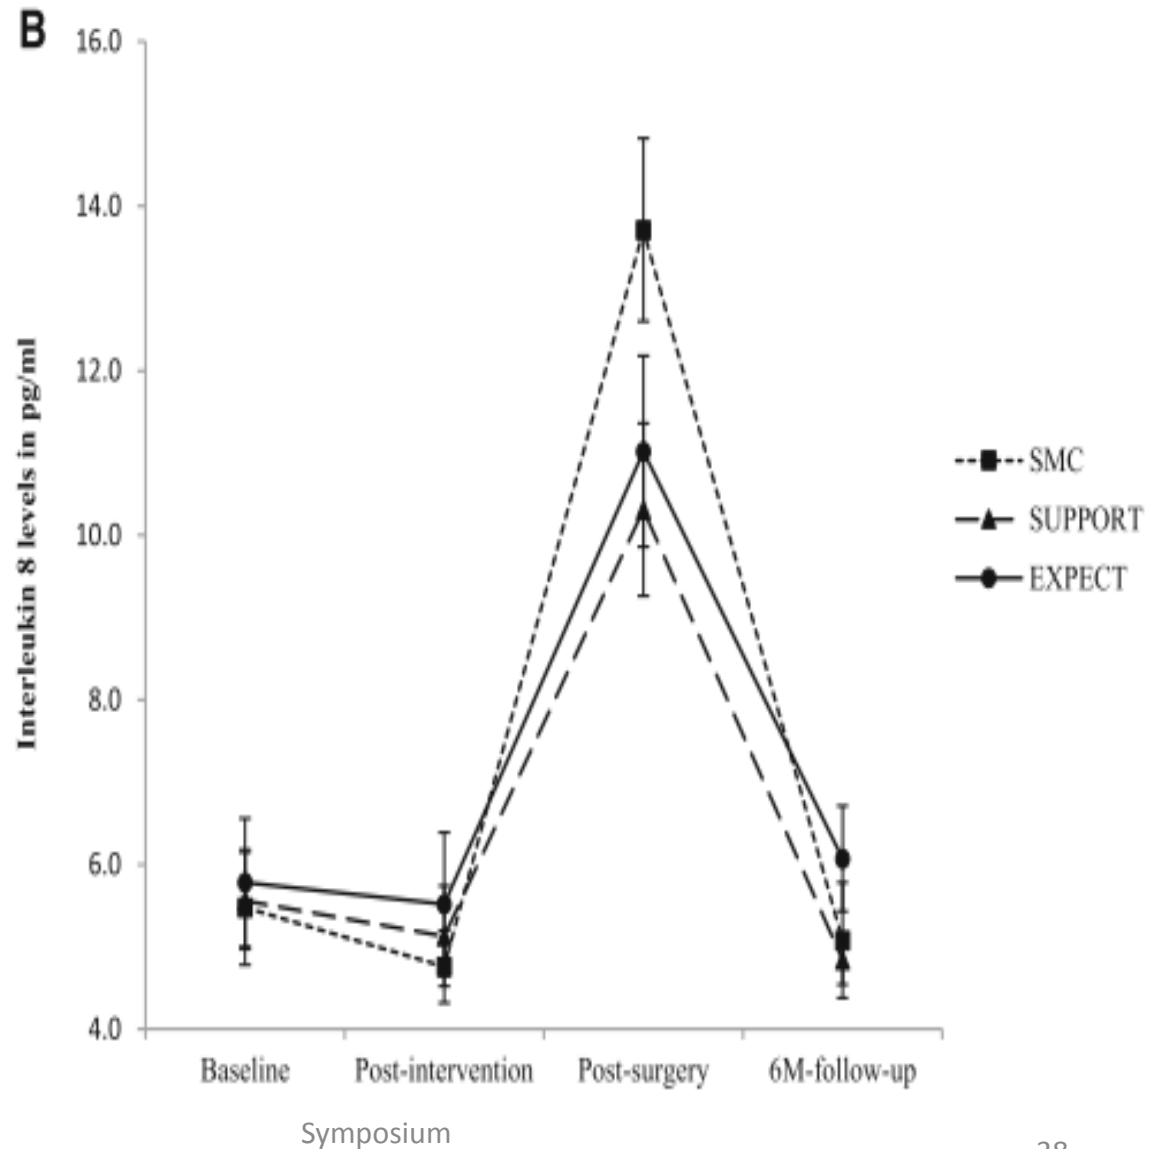 B
16.0
14.0
12.0
10.0
8.0
6.0
4.0
Interleukin 8 levels in pg/ml
Baseline
Post-intervention
Post-surgery
6M-follow-up
SMC
SUPPORT
EXPECT
Symposium